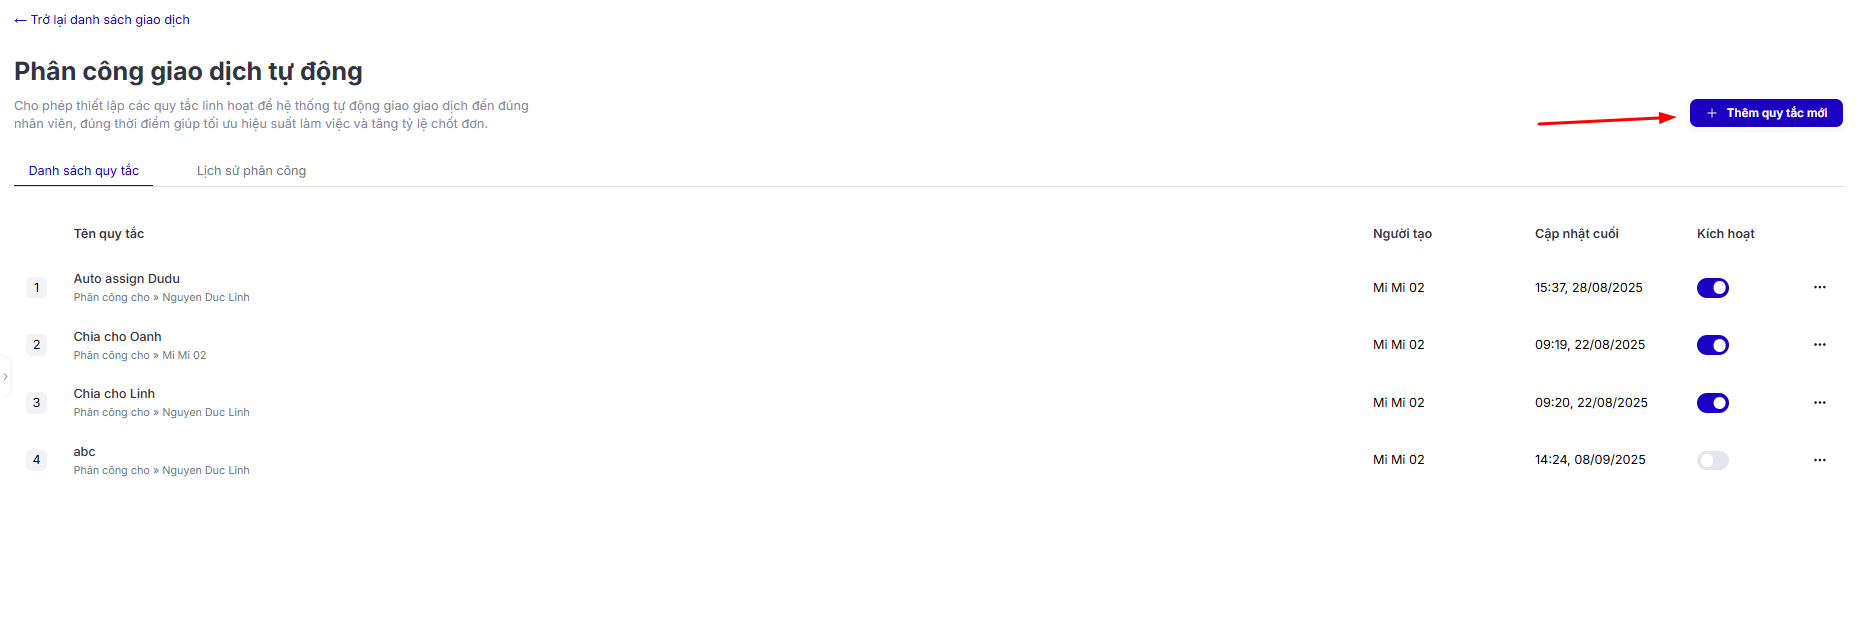 ← Trở lại danh sách giao dịch
Phân công giao dịch tự động
Cho phép thiết lập các quy tắc linh hoạt để hệ thống tự động giao giao dịch đến đúng
nhân viên, đúng thời điểm giúp tối ưu hiệu suất làm việc và tăng tỷ lệ chốt đơn.
+ Thêm quy tắc mới
Danh sách quy tắc Lịch sử phân công
Tên quy tắc Người tạo Cập nhật cuối Kích hoạt
Auto assign Dudu
1 Mi Mi 02 15:37, 28/08/2025 ···
Phân công cho » Nguyen Duc Linh
Chia cho Oanh
2 Mi Mi 02 09:19, 22/08/2025 ···
Phân công cho » Mi Mi 02
Chia cho Linh
3 Mi Mi 02 09:20, 22/08/2025 ···
Phân công cho » Nguyen Duc Linh
abc
4 Mi Mi 02 14:24, 08/09/2025 ···
Phân công cho » Nguyen Duc Linh